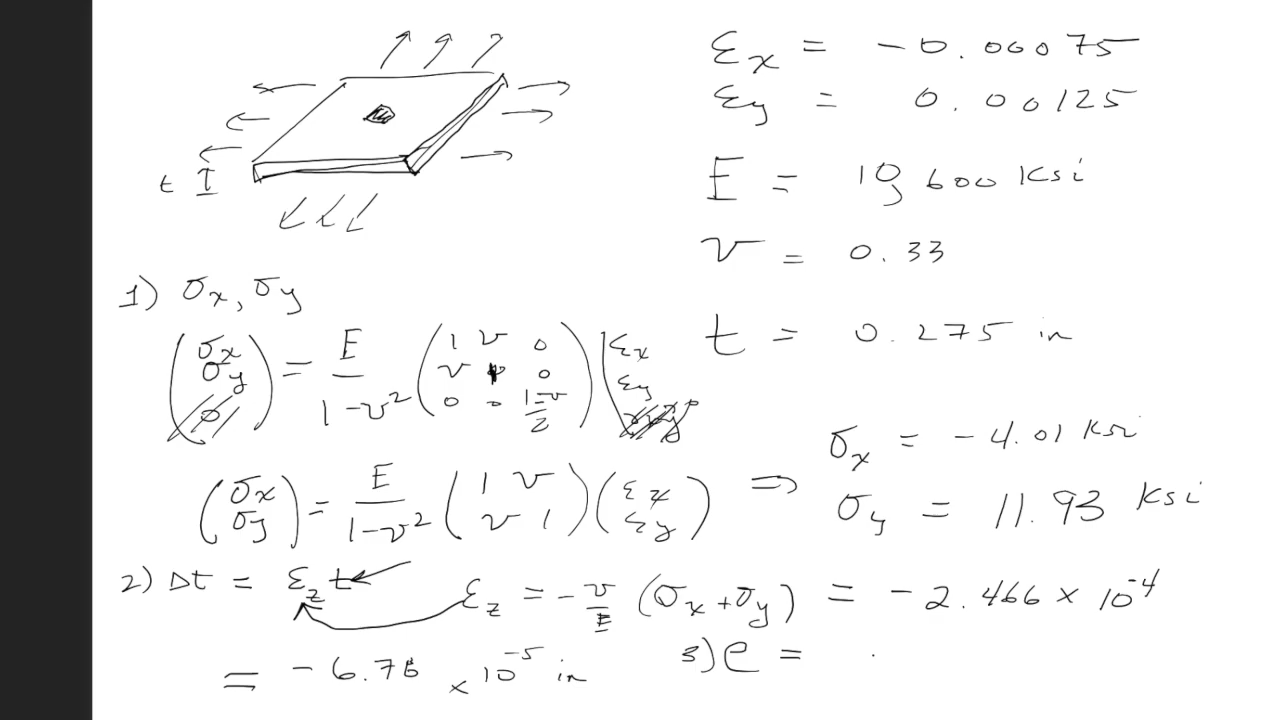 εx = -0.00075
εy = 0.00125
E = 10,600 ksi
ν = 0.33
t = 0.275 in
t
1) σx, σy
(σx σy 0) = E/(1-ν²) (1 ν 0, ν 1 0, 0 0 (1-ν)/2) (εx εy
(σx σy) = E/(1-ν²) (1 ν, ν 1) (εx εy) ⇒ σx = -4.01 ksi
σy = 11.93 ksi
2) Δt = εz t
εz = -ν/E (σx + σy) = -2.466 × 10⁻⁴
= -6.78 × 10⁻⁵ in
3) e =